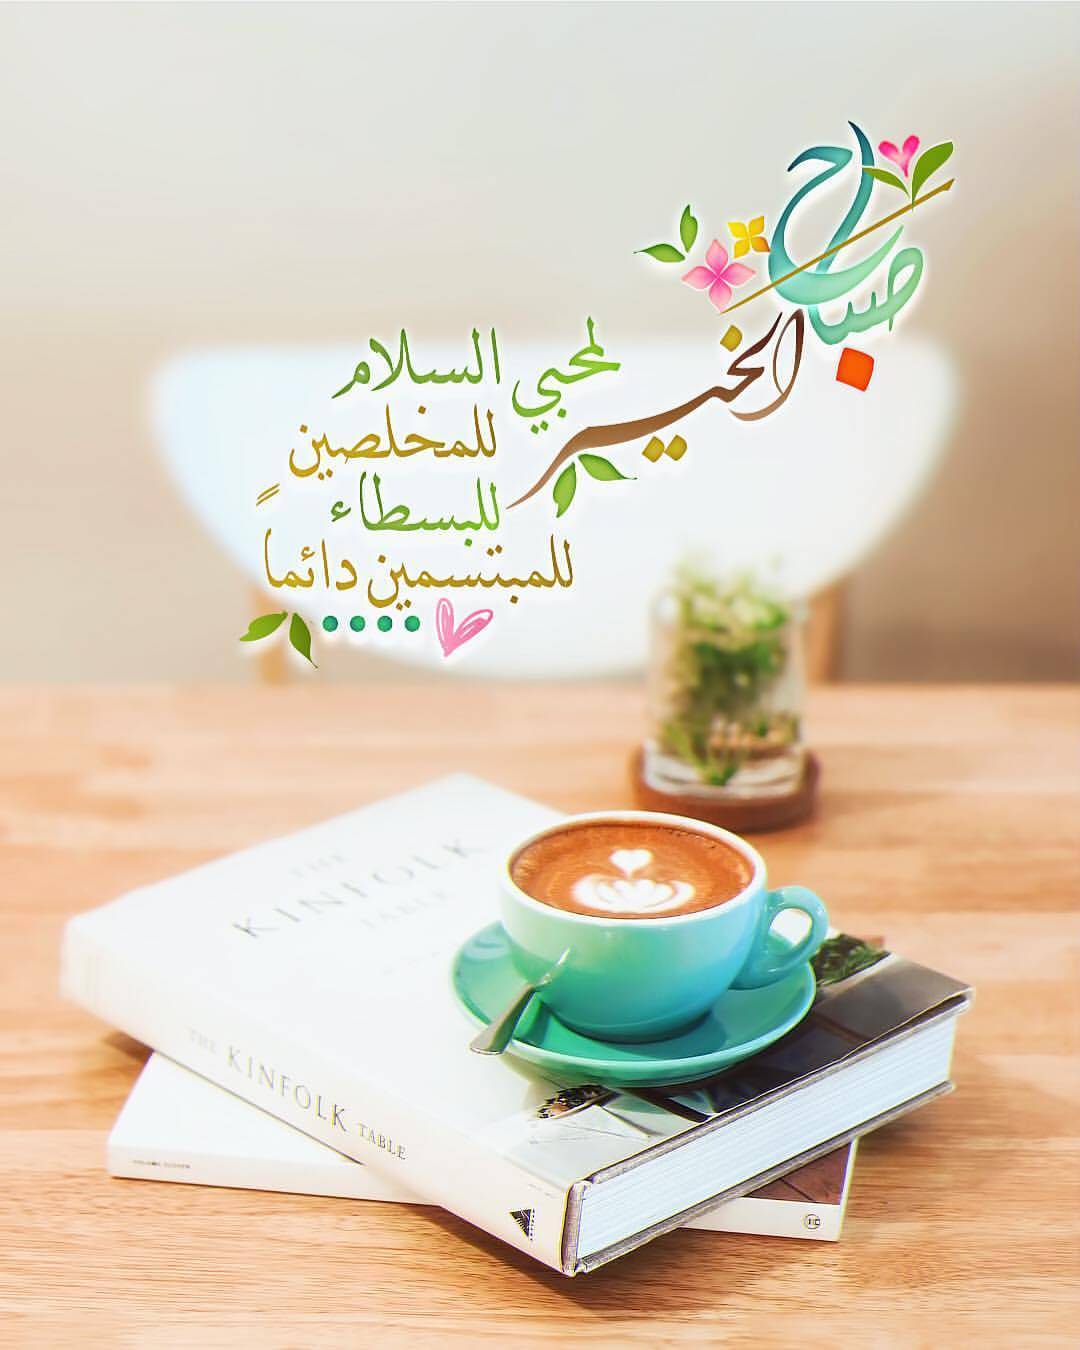 صباح
الخير
لمحبي السلام
للمخلصين
للبسطاء
للمبتسمين دائماً
THE
KINFOLK
TABLE
THE KINFOLK TABLE